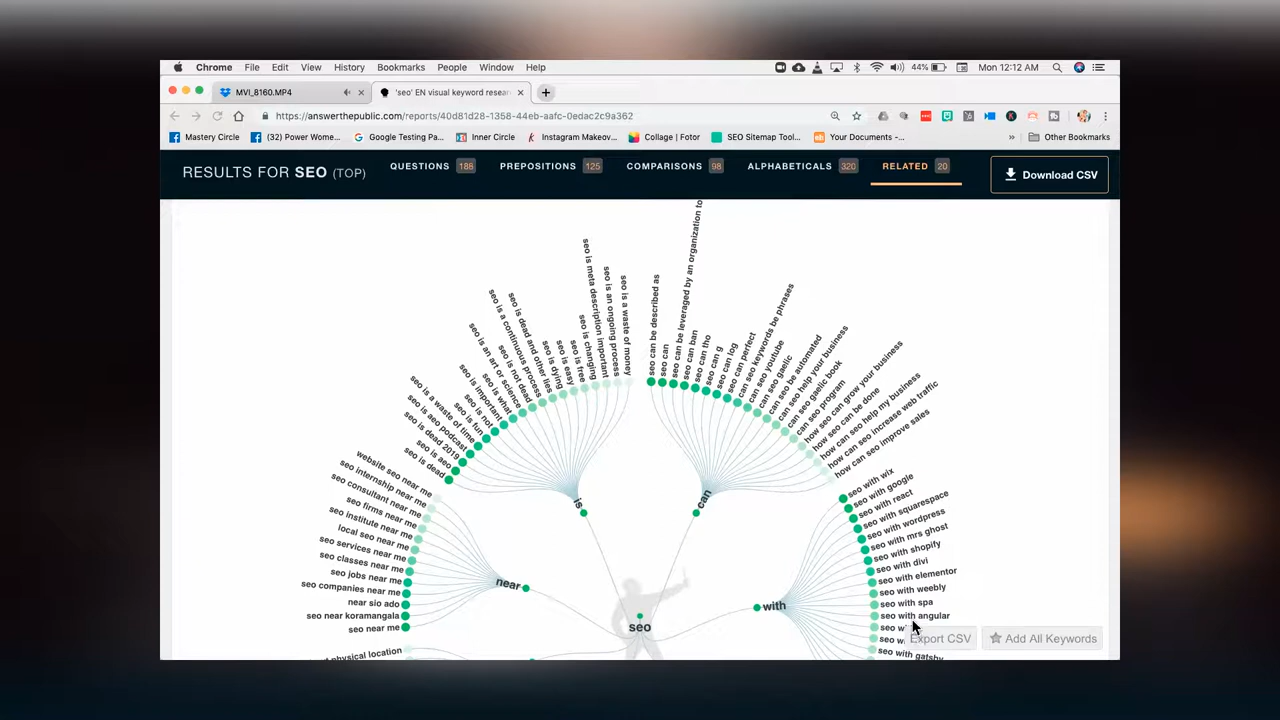 Chrome File Edit View History Bookmarks People Window Help 44% Mon 12:12 AM
MVI_8160.MP4 'seo' EN visual keyword resear
https://answerthepublic.com/reports/40d81d28-1358-44eb-aafc-0edac2c9a362
Mastery Circle (32) Power Wome... Google Testing Pa... Inner Circle Instagram Makeov... Collage | Fotor SEO Sitemap Tool... Your Documents -... Other Bookmarks
RESULTS FOR SEO (TOP) QUESTIONS 186 PREPOSITIONS 125 COMPARISONS 98 ALPHABETICALS 320 RELATED 20 Download CSV
near
website seo near me
seo internship near me
seo consultant near me
seo firms near me
seo institute near me
local seo near me
seo services near me
seo classes near me
seo jobs near me
seo companies near me
near sio ado
seo near koramangala
seo near me
is
seo is dead
seo is aeo
seo is dead 2019
seo is aeo podcast
seo is a waste of time
seo is fun
seo is not
seo is important
seo is what
seo is an art or science
seo is not dead
seo is a continuous process
seo is dead and other lies
seo is dying
seo is easy
seo is free
seo is changing
seo is meta description important
seo is an ongoing process
seo is a waste of money
can
seo can be described as
seo can
seo can be leveraged by an organization to
seo can ban
seo can tho
seo can g
seo can log
seo can perfect
can seo keywords be phrases
can seo youtube
can seo gaelic
can seo be automated
can seo help your business
can seo gaelic book
can seo program
how seo can grow your business
how seo can be done
how can seo help my business
how can seo increase web traffic
how can seo improve sales
with
seo with wix
seo with google
seo with react
seo with squarespace
seo with wordpress
seo with mrs ghost
seo with shopify
seo with divi
seo with elementor
seo with weebly
seo with spa
seo with angular
seo w
seo w
seo with gatsby
seo
physical location
Export CSV Add All Keywords